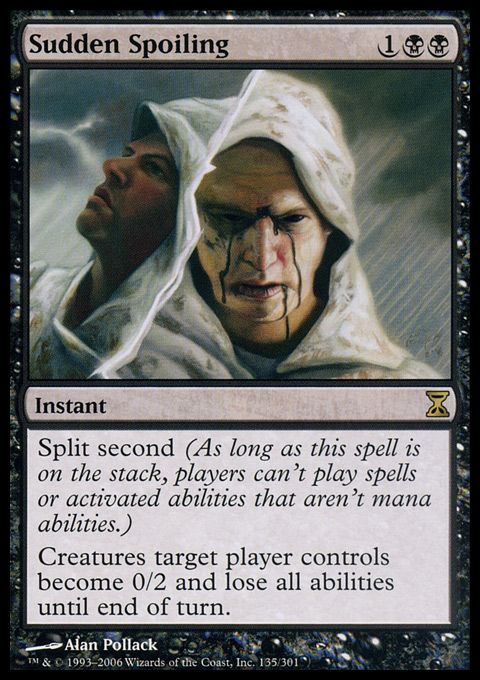 Sudden Spoiling 1
Instant
Split second (As long as this spell is
on the stack, players can't play spells
or activated abilities that aren't mana
abilities.)
Creatures target player controls
become 0/2 and lose all abilities
until end of turn.
Alan Pollack
™ & © 1993–2006 Wizards of the Coast, Inc. 135/301